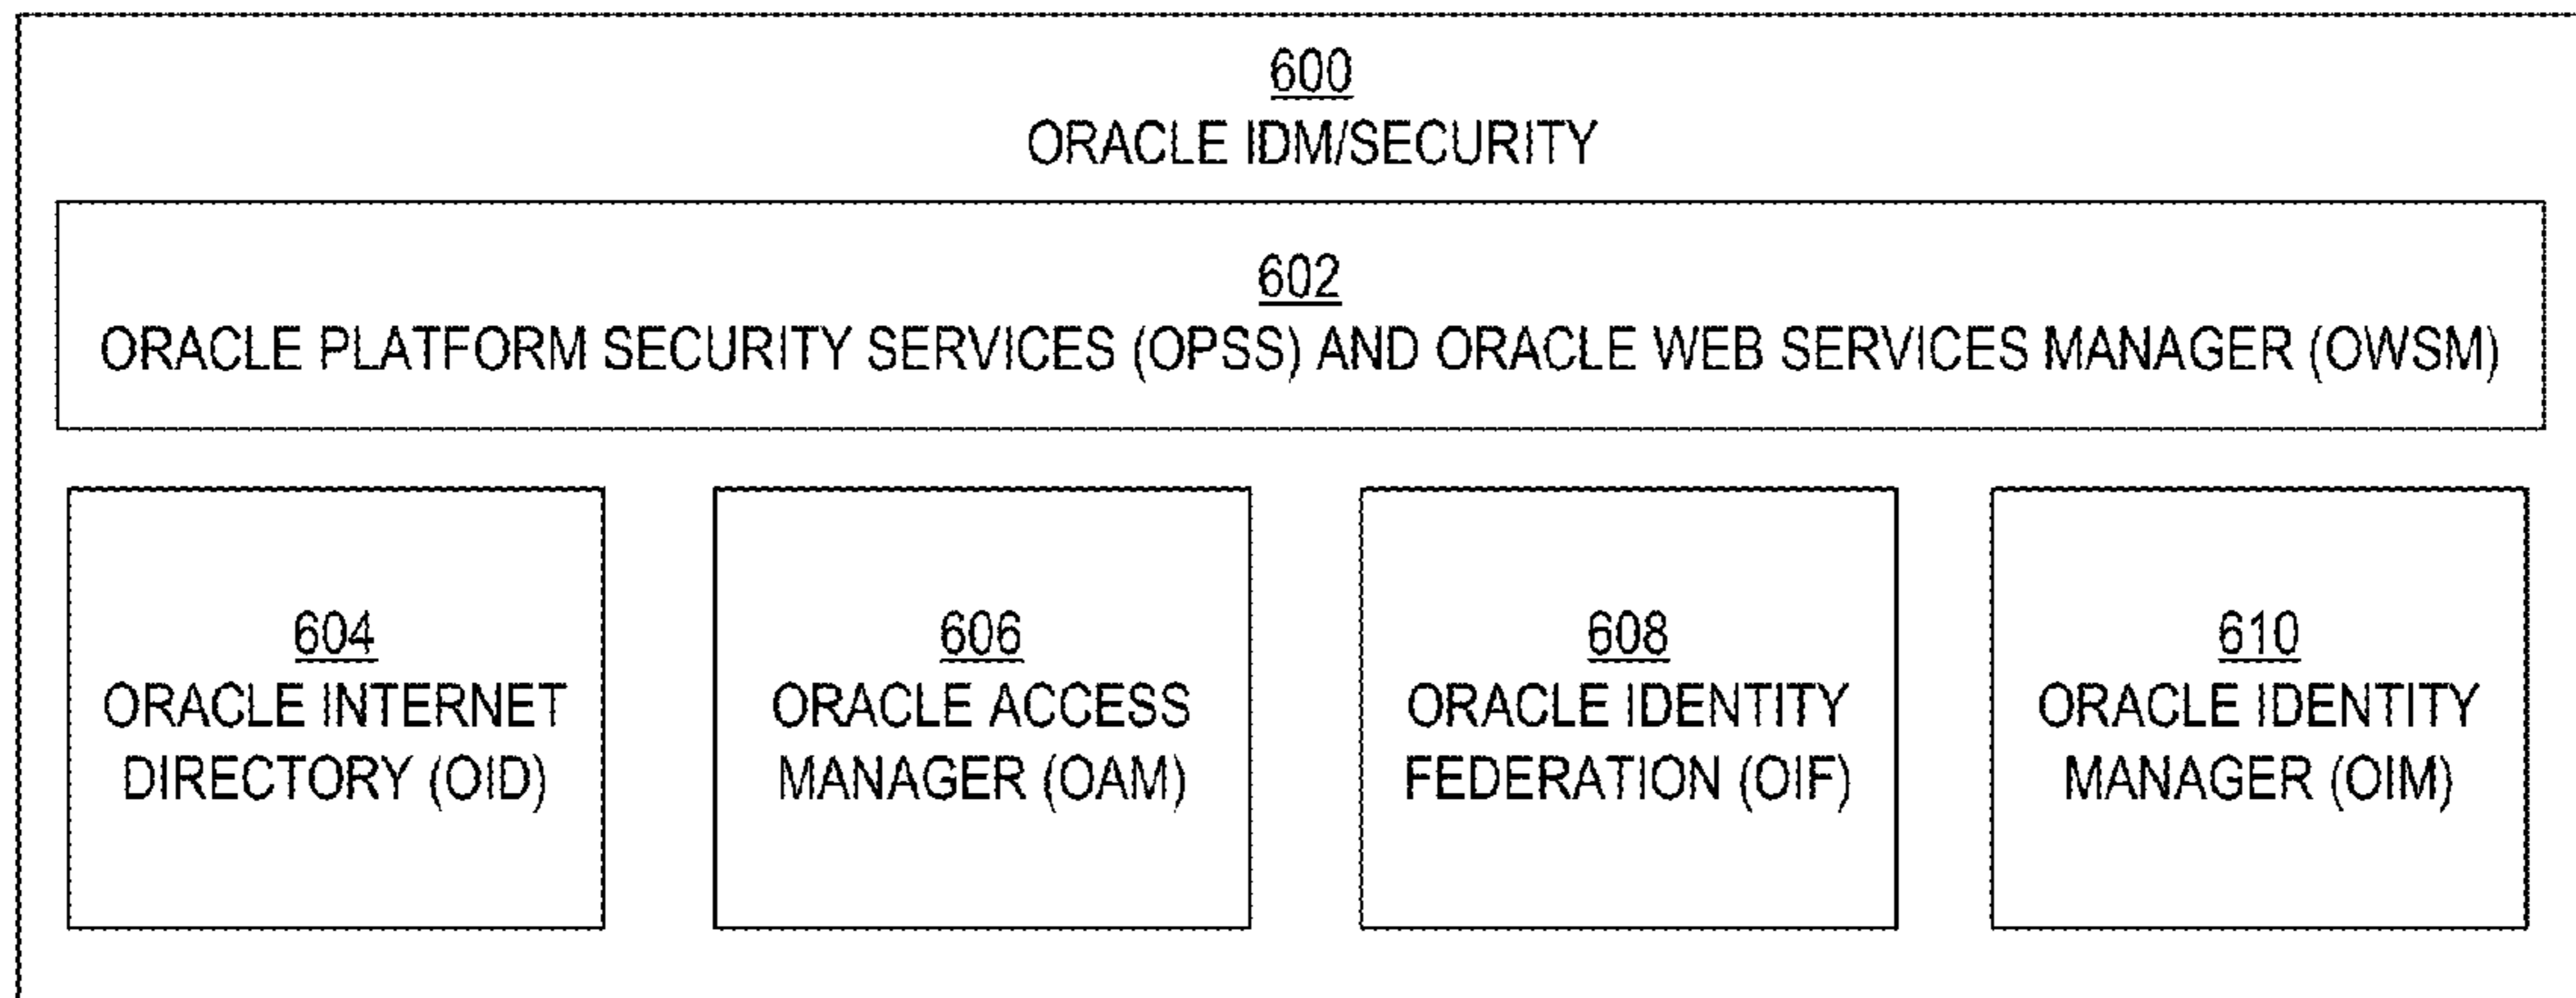 600
ORACLE IDM/SECURITY
602
ORACLE PLATFORM SECURITY SERVICES (OPSS) AND ORACLE WEB SERVICES MANAGER (OWSM)
604
ORACLE INTERNET
DIRECTORY (OID)
606
ORACLE ACCESS
MANAGER (OAM)
608
ORACLE IDENTITY
FEDERATION (OIF)
610
ORACLE IDENTITY
MANAGER (OIM)